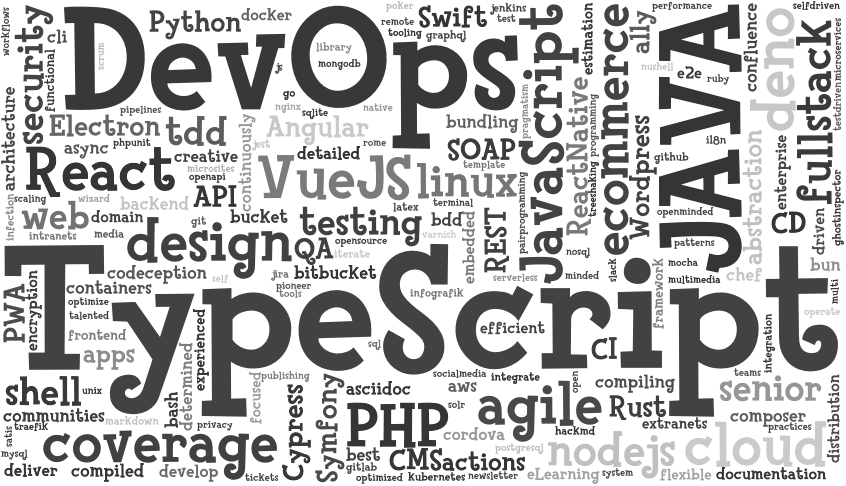 workflows
poker
docker
Python
DevOps
library
mongodb
js
go
nginx
sqlite
remote
tooling
Swift
jenkins
test
graphql
JavaScript
estimation
ecommerce
ally
performance
nushell
e2e
ruby
JAVA
confluence
deno
selfdriven
fullstack
microservices
testdriven
security
cli
functional
scrum
pipelines
architecture
Electron
tdd
continuously
Angular
native
rome
jest
bundling
pragmatism
ReactNative
programming
treeshaking
Wordpress
github
il8n
async
phpunit
React
creative
detailed
microsites
openapi
VueJS
linux
SOAP
template
pairprogramming
openminded
abstraction
enterprise
CD
driven
ghostinspector
infection
scaling
wizard
backend
API
web
domain
git
bucket
testing
latex
terminal
bdd
varnish
embedded
REST
nosql
patterns
intranets
media
design
QA
opensource
iterate
mocha
chef
bun
multi
codeception
self
jira
bitbucket
pioneer
tools
infografik
serverless
minded
slack
framework
multimedia
TypeScript
PWA
encryption
containers
optimize
talented
frontend
apps
experienced
determined
sql
efficient
CI
integration
operate
shell
unix
communities
markdown
bash
privacy
focused
publishing
Cypress
Symfony
asciidoc
socialmedia
integrate
aws
solr
open
compiling
teams
senior
composer
practices
distribution
satis
traefik
mysql
coverage
PHP
agile
Rust
extranets
cordova
hackmd
postgresql
nodejs
cloud
deliver
compiled
develop
tickets
best
gitlab
CMS
actions
optimized
kubernetes
newsletter
eLearning
system
flexible
documentation